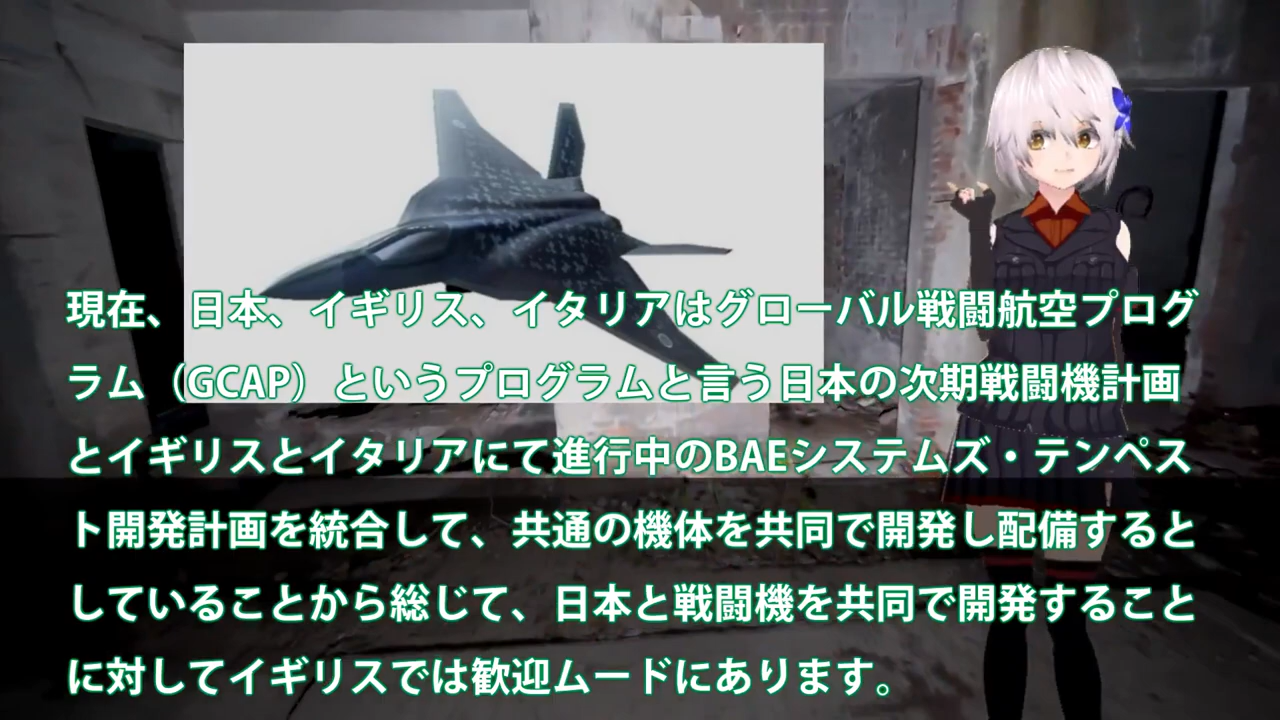 現在、日本、イギリス、イタリアはグローバル戦闘航空プログ
ラム（GCAP）というプログラムと言う日本の次期戦闘機計画
とイギリスとイタリアにて進行中のBAEシステムズ・テンペス
ト開発計画を統合して、共通の機体を共同で開発し配備すると
していることから総じて、日本と戦闘機を共同で開発すること
に対してイギリスでは歓迎ムードにあります。